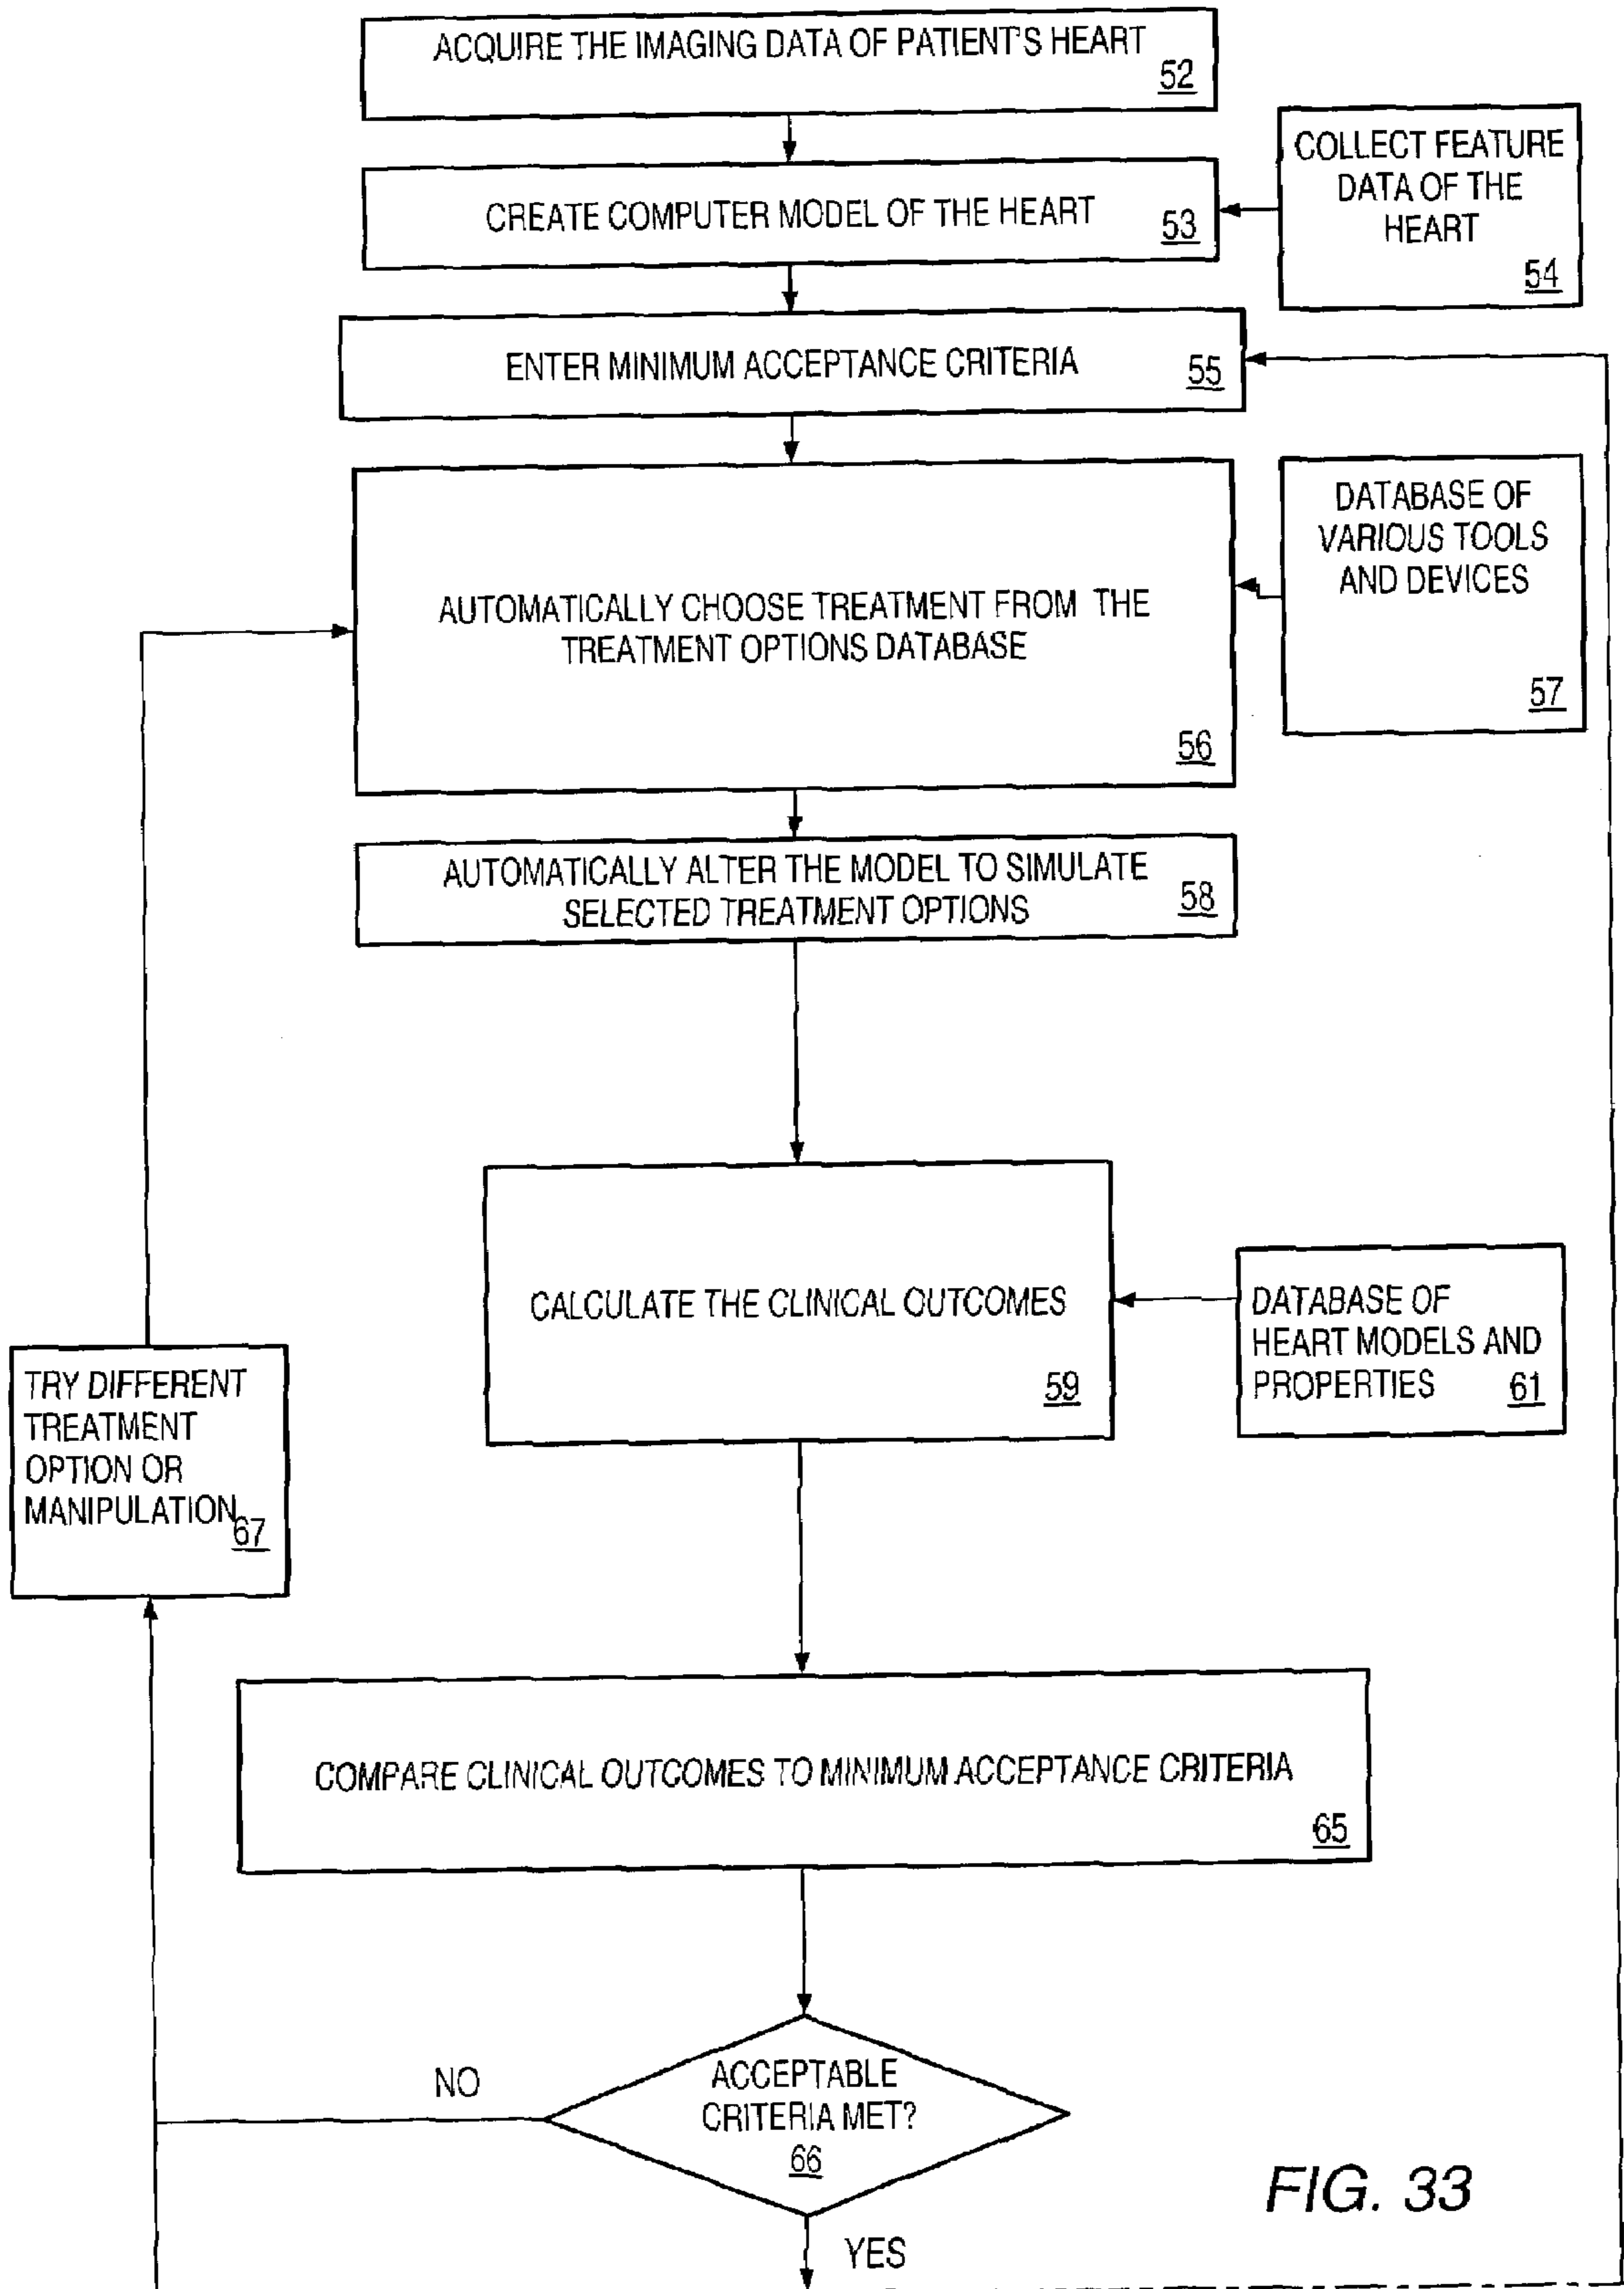 ACQUIRE THE IMAGING DATA OF PATIENT'S HEART
52
CREATE COMPUTER MODEL OF THE HEART
53
COLLECT FEATURE
DATA OF THE
HEART
54
ENTER MINIMUM ACCEPTANCE CRITERIA
55
AUTOMATICALLY CHOOSE TREATMENT FROM THE
TREATMENT OPTIONS DATABASE
56
DATABASE OF
VARIOUS TOOLS
AND DEVICES
57
AUTOMATICALLY ALTER THE MODEL TO SIMULATE
SELECTED TREATMENT OPTIONS
58
CALCULATE THE CLINICAL OUTCOMES
59
DATABASE OF
HEART MODELS AND
PROPERTIES 61
TRY DIFFERENT
TREATMENT
OPTION OR
MANIPULATION
67
COMPARE CLINICAL OUTCOMES TO MINIMUM ACCEPTANCE CRITERIA
65
NO
ACCEPTABLE
CRITERIA MET?
66
YES
FIG. 33